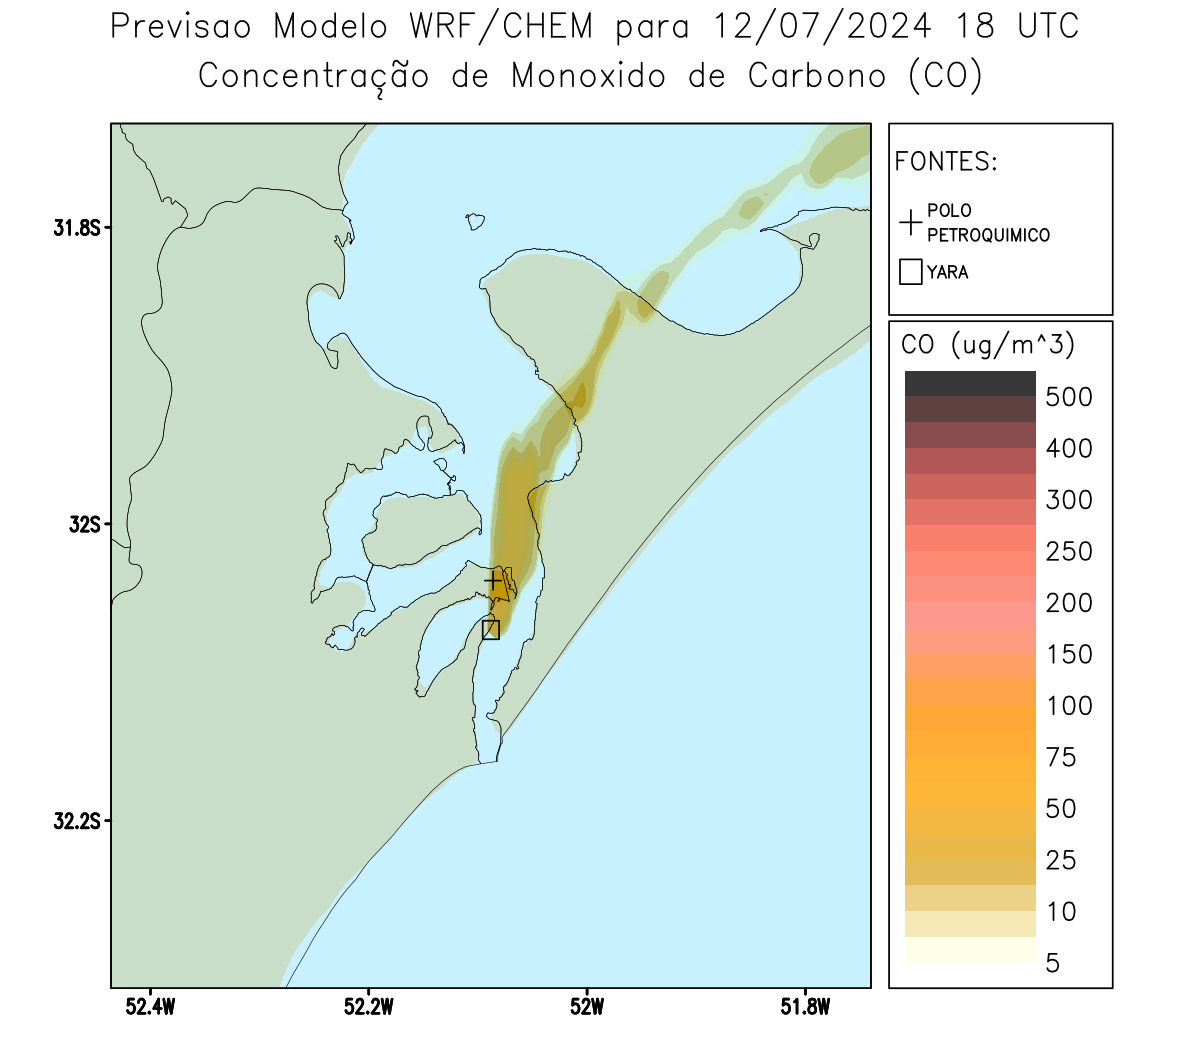 Previsao Modelo WRF/CHEM para 12/07/2024 18 UTC
Concentração de Monoxido de Carbono (CO)
FONTES:
POLO
PETROQUIMICO
YARA
CO (ug/m^3)
500
400
300
250
200
150
100
75
50
25
10
5
31.8S
32S
32.2S
52.4W
52.2W
52W
51.8W